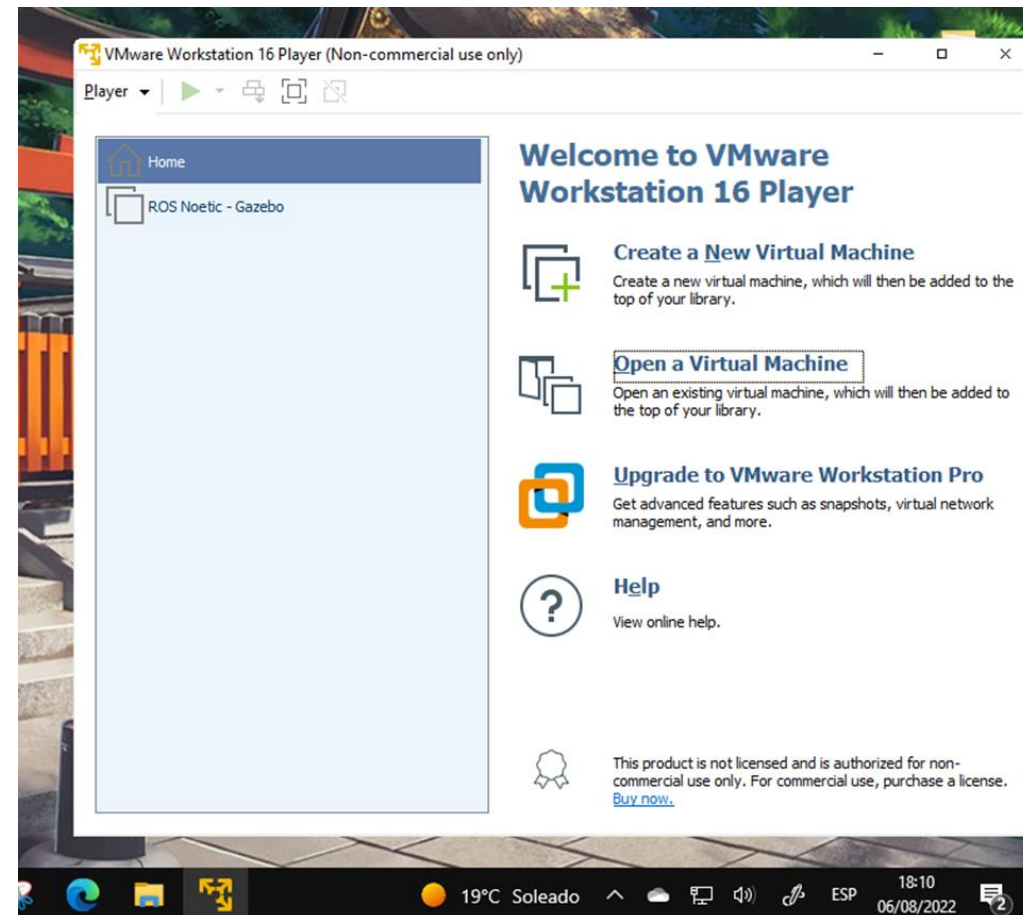 VMware Workstation 16 Player (Non-commercial use only)
Player
Home
ROS Noetic - Gazebo
Welcome to VMware
Workstation 16 Player
Create a New Virtual Machine
Create a new virtual machine, which will then be added to the
top of your library.
Open a Virtual Machine
Open an existing virtual machine, which will then be added to
the top of your library.
Upgrade to VMware Workstation Pro
Get advanced features such as snapshots, virtual network
management, and more.
Help
View online help.
This product is not licensed and is authorized for non-
commercial use only. For commercial use, purchase a license.
Buy now.
19°C Soleado
ESP
18:10
06/08/2022
2